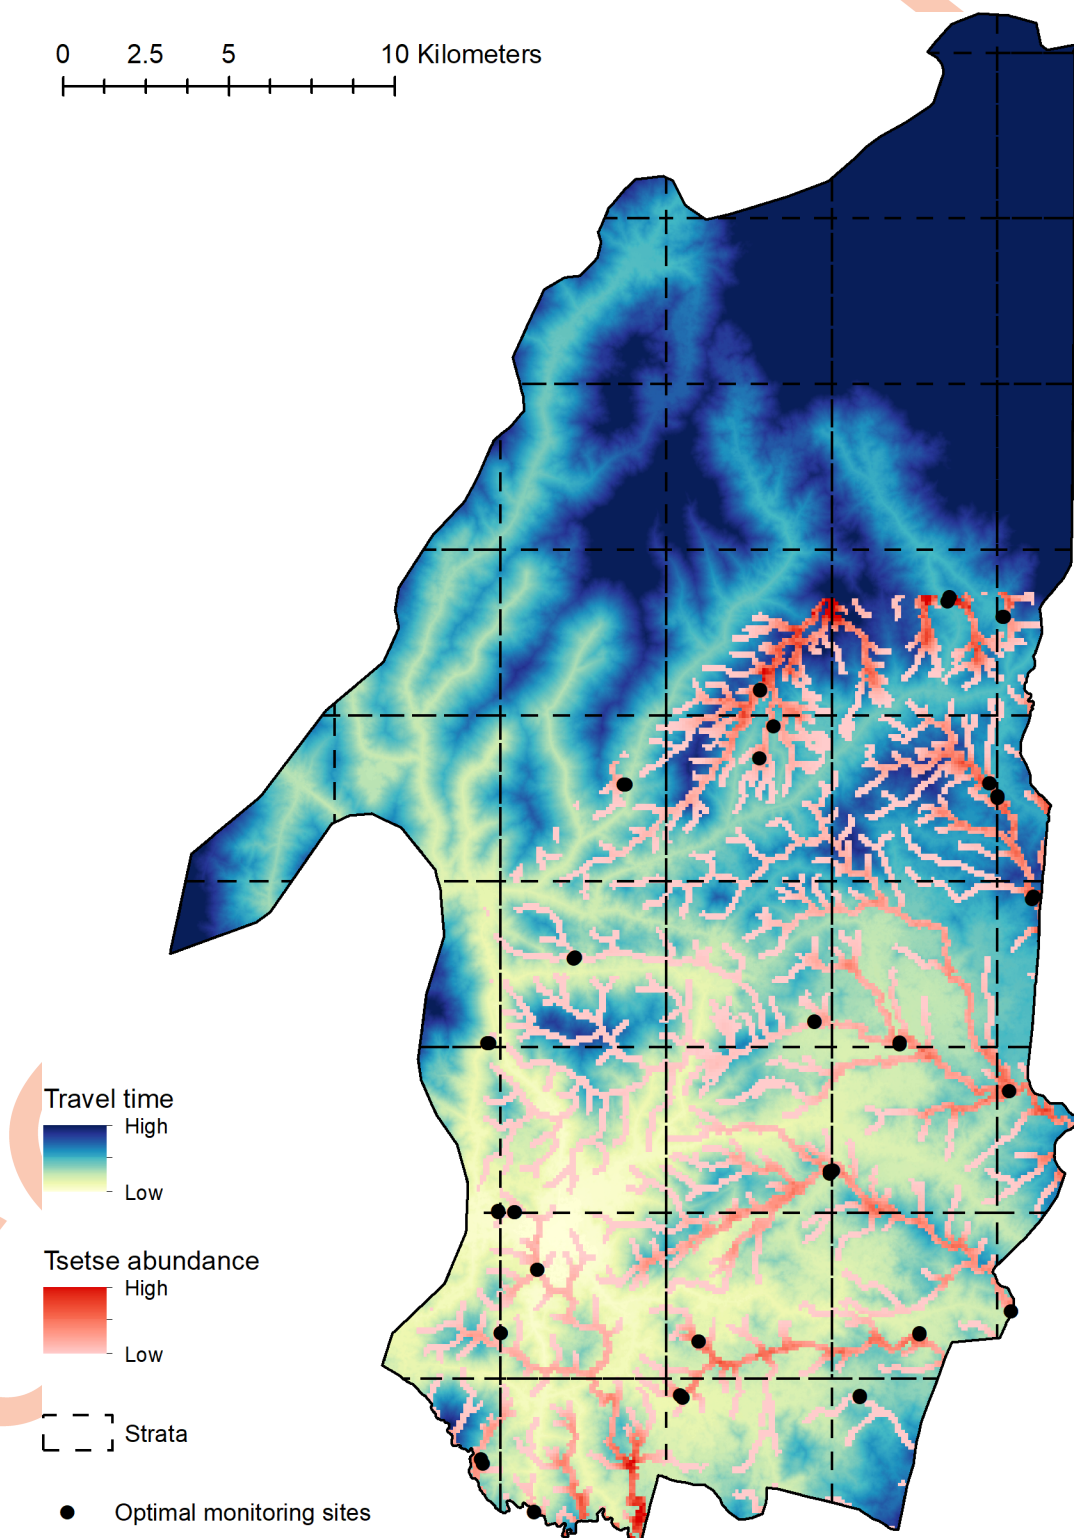 0 2.5 5 10 Kilometers
Travel time
High
Low
Tsetse abundance
High
Low
Strata
Optimal monitoring sites